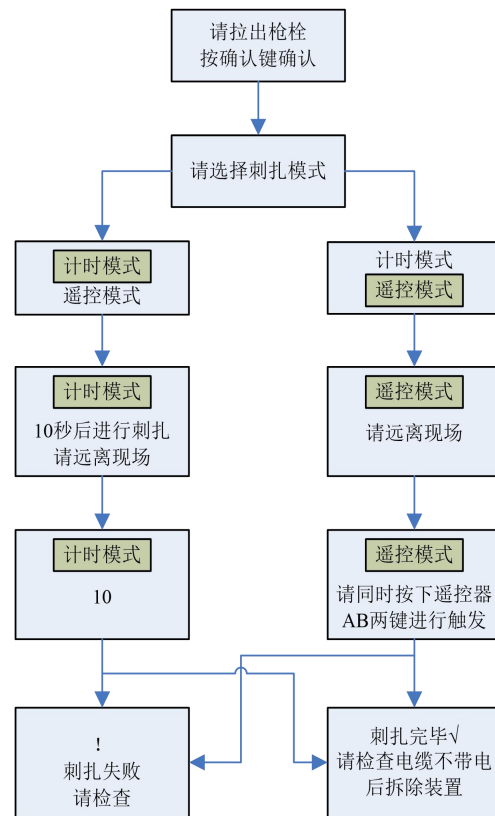 请拉出枪栓
按确认键确认
请选择刺扎模式
计时模式
遥控模式
计时模式
遥控模式
计时模式
10秒后进行刺扎
请远离现场
遥控模式
请远离现场
计时模式
10
遥控模式
请同时按下遥控器
AB两键进行触发
!
刺扎失败
请检查
刺扎完毕√
请检查电缆不带电
后拆除装置